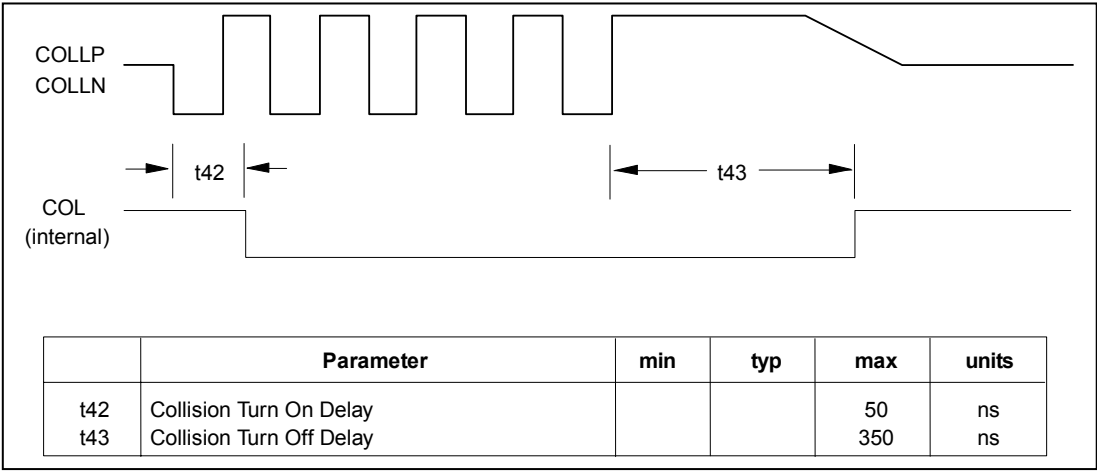 COLLP
COLLN
t42
t43
COL
(internal)
Parameter min typ max units
t42 Collision Turn On Delay 50 ns
t43 Collision Turn Off Delay 350 ns